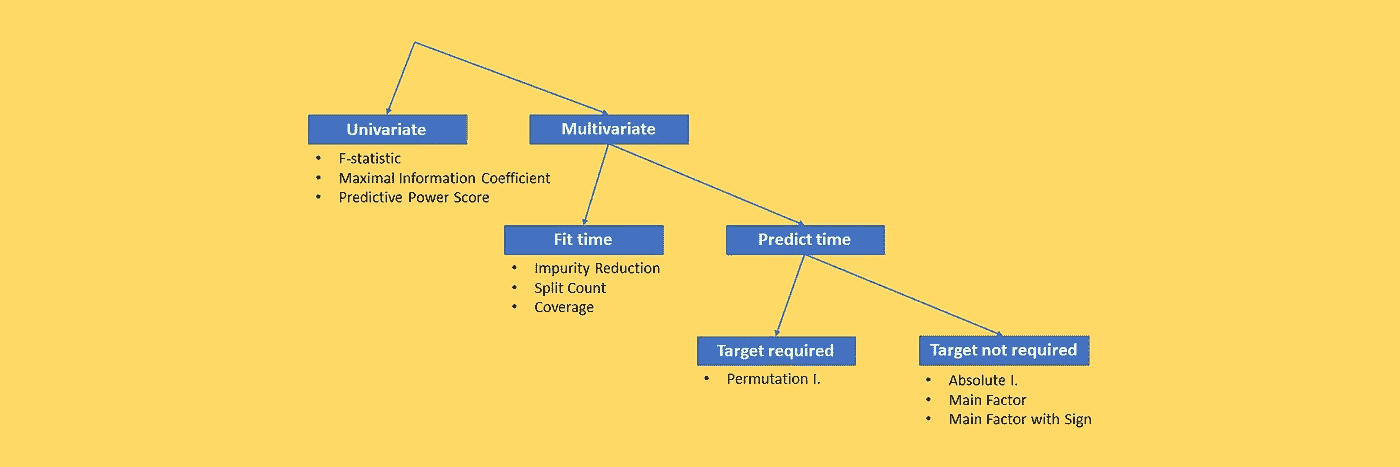 Univariate
Multivariate
• F-statistic
• Maximal Information Coefficient
• Predictive Power Score
Fit time
Predict time
• Impurity Reduction
• Split Count
• Coverage
Target required
Target not required
• Permutation I.
• Absolute I.
• Main Factor
• Main Factor with Sign